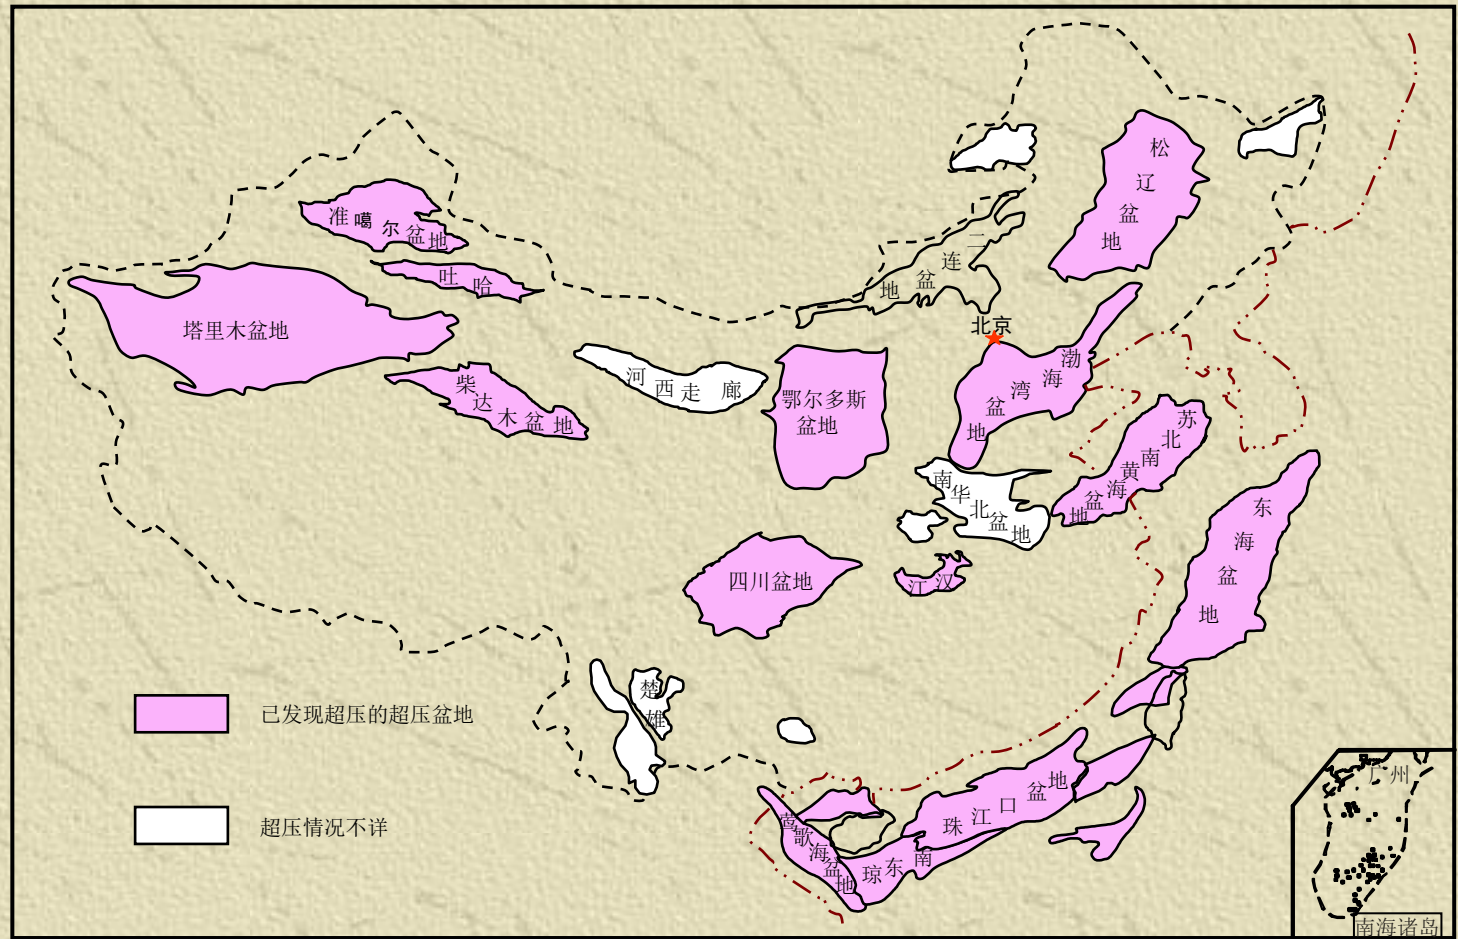 松辽盆地
准噶尔盆地
吐哈
二连盆地
塔里木盆地
北京
渤海湾盆地
柴达木盆地
河西走廊
鄂尔多斯
盆地
苏北南黄海盆地
南华北盆地
东海盆地
四川盆地
江汉
楚雄
已发现超压的超压盆地
超压情况不详
珠江口盆地
莺歌海盆地
琼东南
广州
南海诸岛